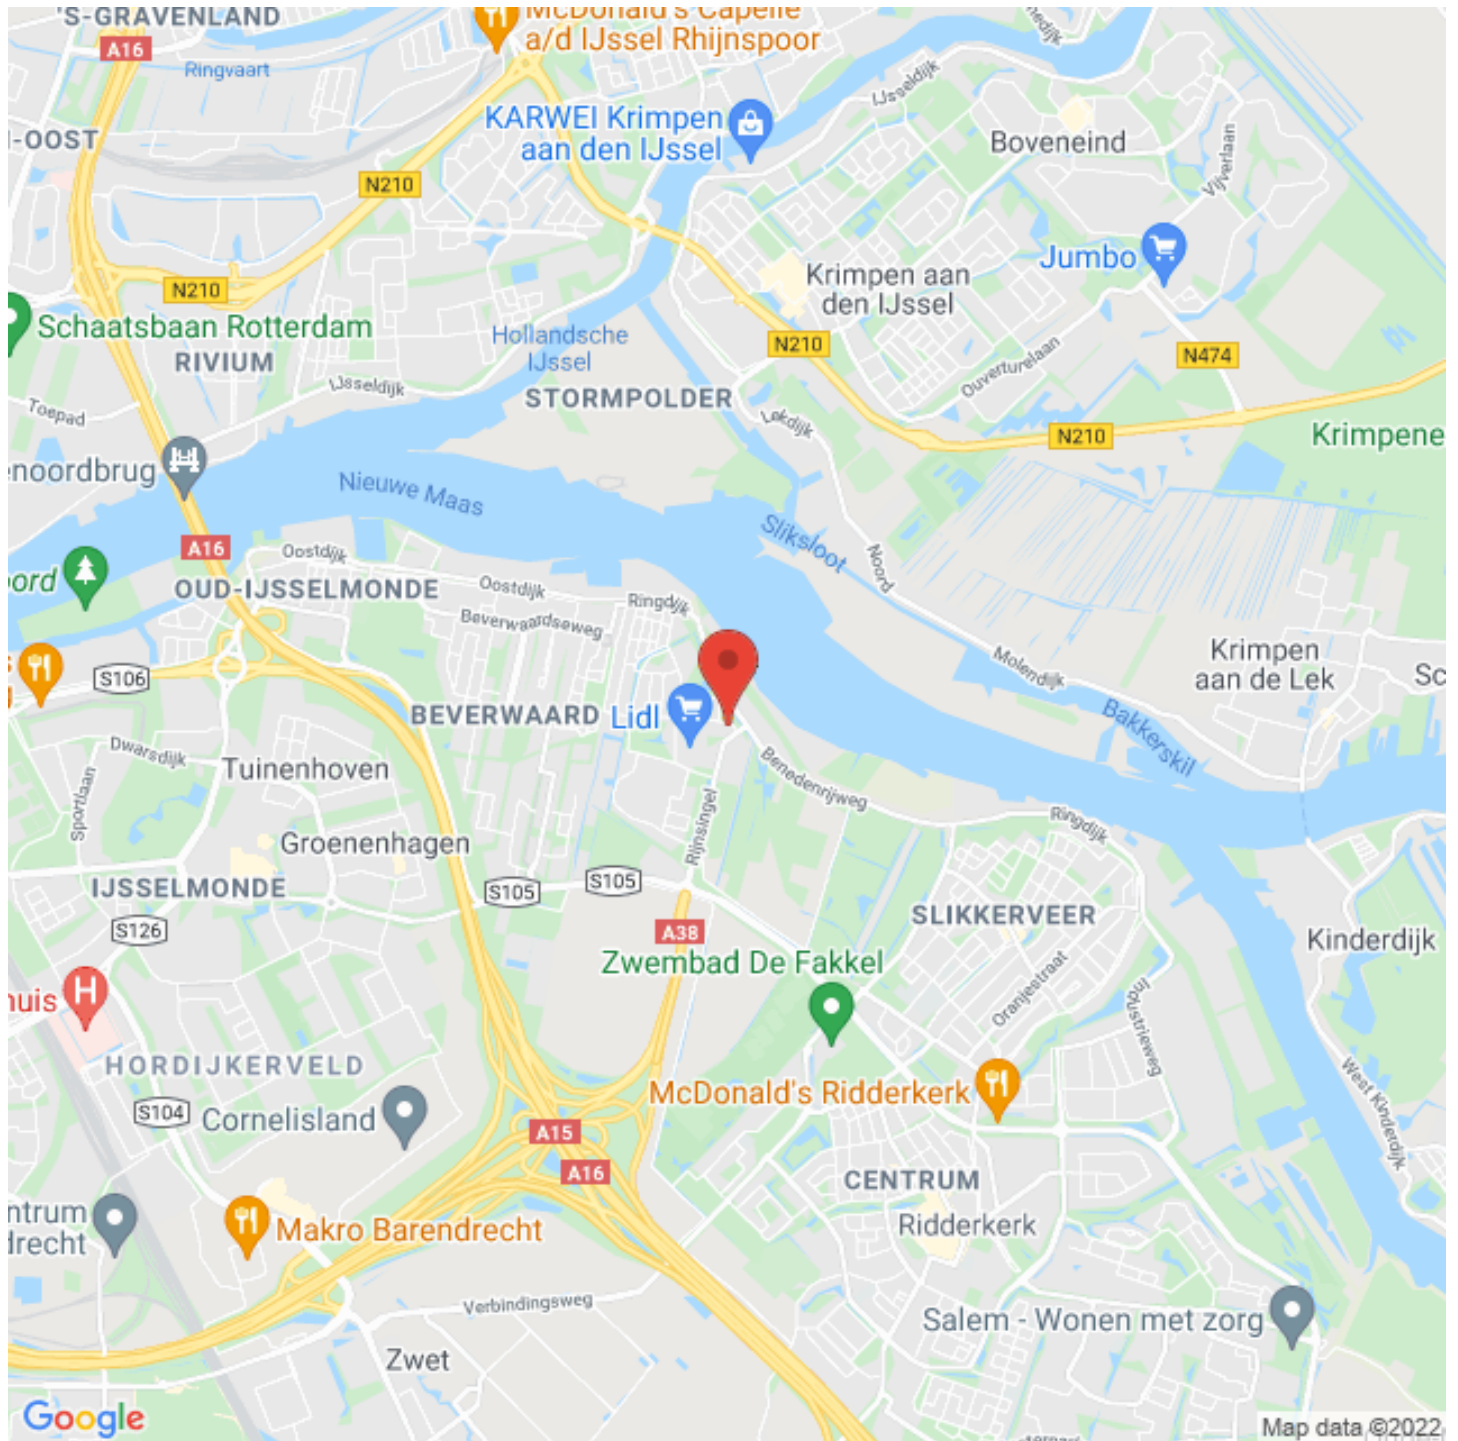 'S-GRAVENLAND
McDonald's Capelle
a/d IJssel Rhijnspoor
A16
Ringvaart
IJsseldijk
KARWEI Krimpen
aan den IJssel
Boveneind
-OOST
Vijverlaan
N210
Jumbo
Krimpen aan
den IJssel
N210
Schaatsbaan Rotterdam
Hollandsche
IJssel
N210
N474
RIVIUM
IJsseldijk
Ouverturelaan
STORMPOLDER
Toepad
Lekdijk
N210
Krimpene
enoordbrug
Nieuwe Maas
Sliksloot
A16
Oostdijk
Noord
oord
OUD-IJSSELMONDE
Oostdijk
Ringdijk
Beverwaardseweg
Krimpen
aan de Lek
Molendijk
Sc
S106
BEVERWAARD
Lidl
Bakkerskil
Dwarsdijk
Tuinenhoven
Benedenrijweg
Sportlaan
Rijnsingel
Ringdijk
Groenenhagen
IJSSELMONDE
S105
S105
SLIKKERVEER
S126
A38
Kinderdijk
Zwembad De Fakkel
huis
Oranjestraat
Industrieweg
HORDIJKERVELD
McDonald's Ridderkerk
West Kinderdijk
S104
Cornelisland
A15
A16
CENTRUM
ntrum
drecht
Makro Barendrecht
Ridderkerk
Verbindingsweg
Salem - Wonen met zorg
Zwet
Google
Map data ©2022